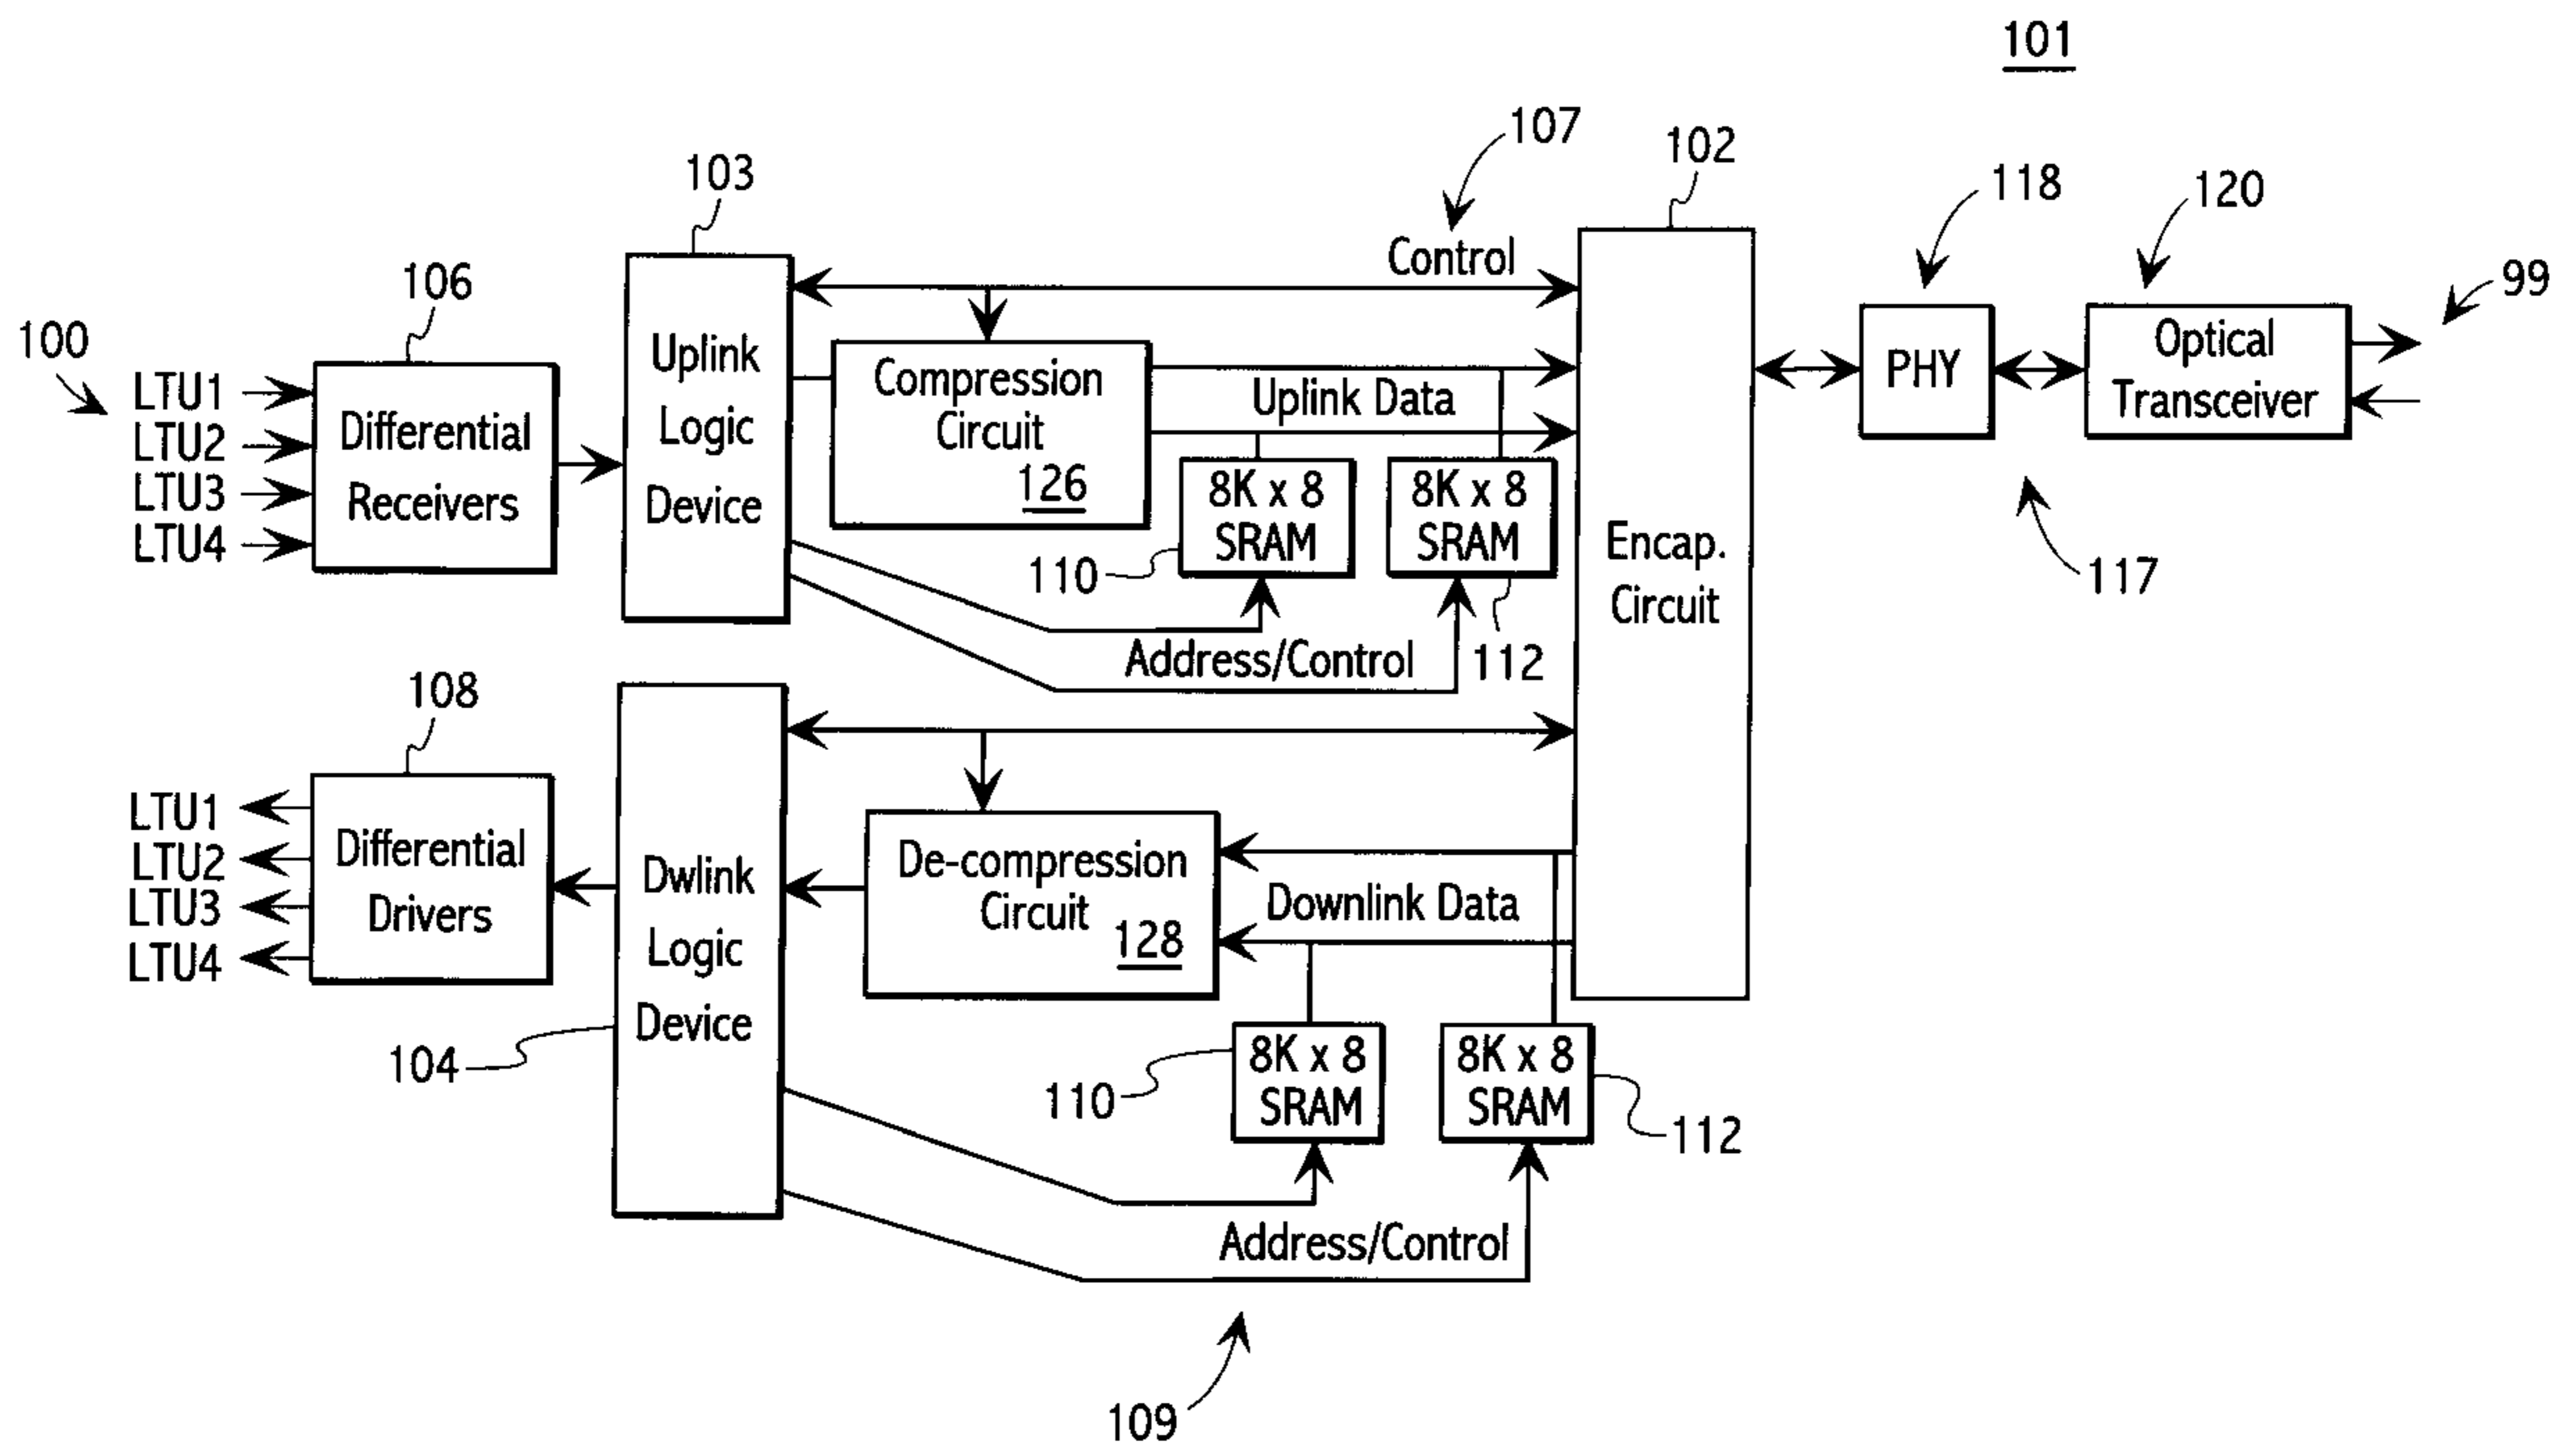 101
107
102
103
118
120
99
106
100
Control
Uplink
Logic
Device
Compression
Circuit
126
Uplink Data
PHY
Optical
Transceiver
LTU1
LTU2
LTU3
LTU4
Differential
Receivers
8K x 8
SRAM
8K x 8
SRAM
110
112
Encap.
Circuit
117
Address/Control
108
LTU1
LTU2
LTU3
LTU4
Differential
Drivers
Dwlink
Logic
Device
De-compression
Circuit
128
Downlink Data
104
110
8K x 8
SRAM
8K x 8
SRAM
112
Address/Control
109